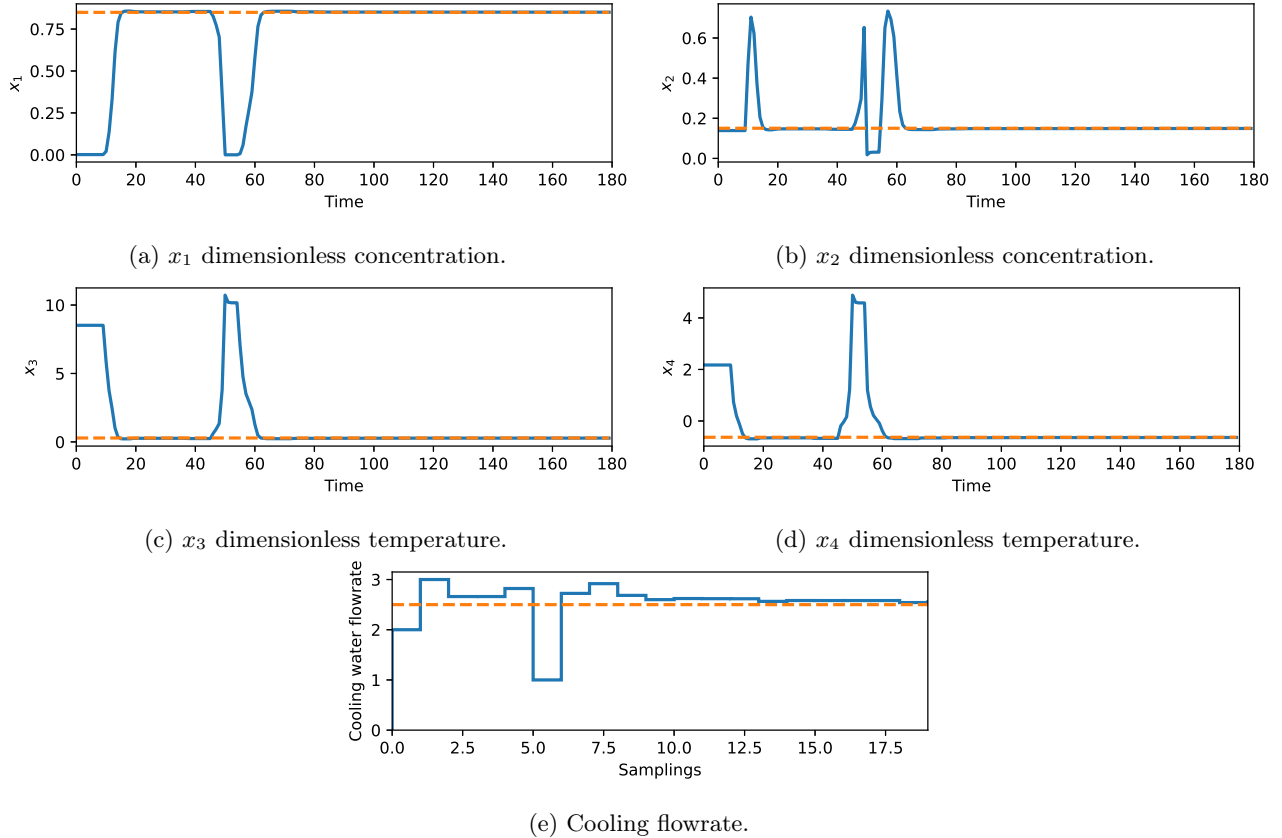 0.75
0.50
0.25
0.00
x₁
0 20 40 60 80 100 120 140 160 180
Time
(a) x₁ dimensionless concentration.
0.6
0.4
0.2
0.0
x₂
0 20 40 60 80 100 120 140 160 180
Time
(b) x₂ dimensionless concentration.
10
5
0
x₃
0 20 40 60 80 100 120 140 160 180
Time
(c) x₃ dimensionless temperature.
4
2
0
x₄
0 20 40 60 80 100 120 140 160 180
Time
(d) x₄ dimensionless temperature.
3
2
1
0
Cooling water flowrate
0.0 2.5 5.0 7.5 10.0 12.5 15.0 17.5
Samplings
(e) Cooling flowrate.